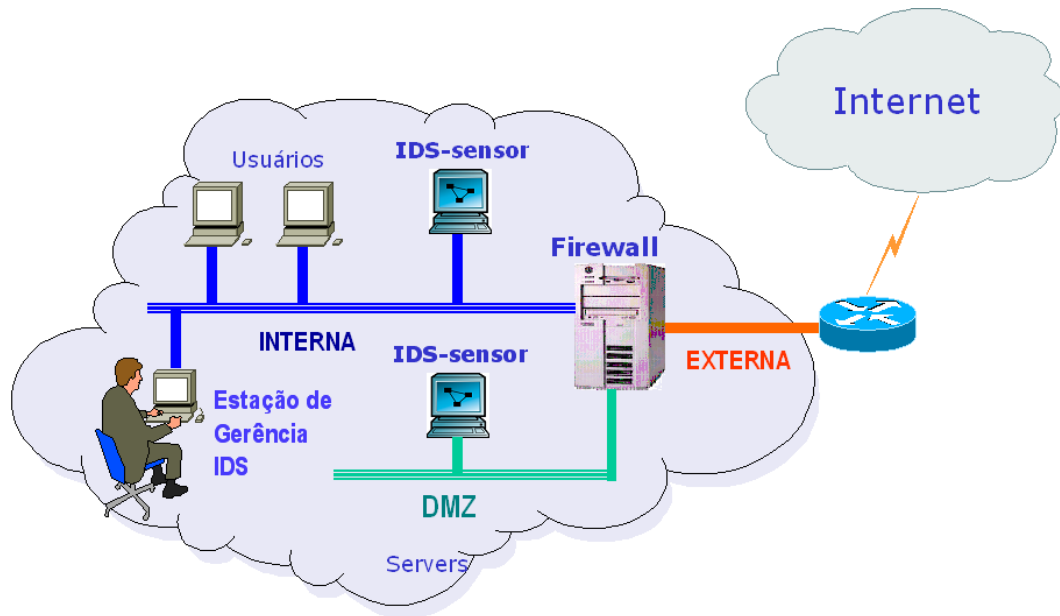 Internet
Usuários
IDS-sensor
Firewall
INTERNA
IDS-sensor
EXTERNA
Estação de
Gerência
IDS
DMZ
Servers